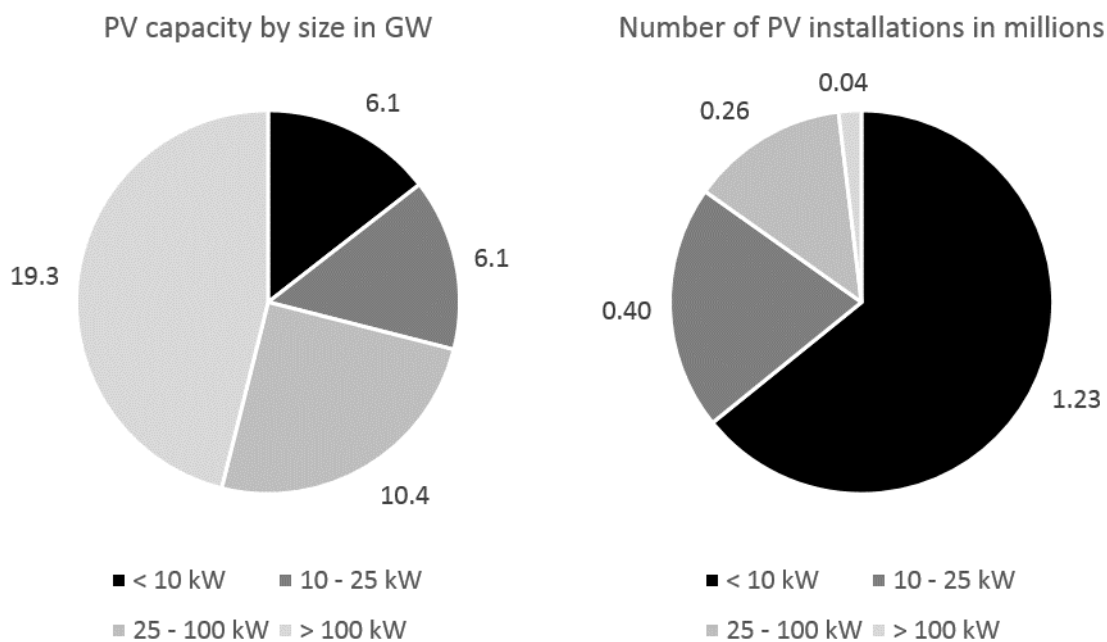 PV capacity by size in GW
6.1
6.1
10.4
19.3
< 10 kW
10 - 25 kW
25 - 100 kW
> 100 kW
Number of PV installations in millions
0.04
0.26
0.40
1.23
< 10 kW
10 - 25 kW
25 - 100 kW
> 100 kW